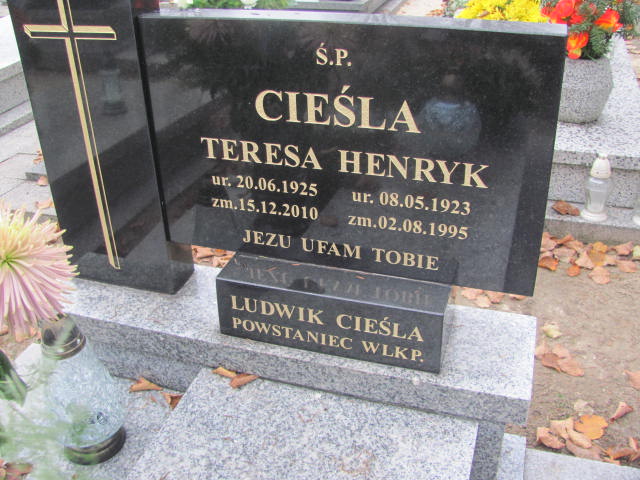 Ś.P.
CIEŚLA
TERESA HENRYK
ur. 20.06.1925 ur. 08.05.1923
zm.15.12.2010 zm.02.08.1995
JEZU UFAM TOBIE
LUDWIK CIEŚLA
POWSTANIEC WLKP.